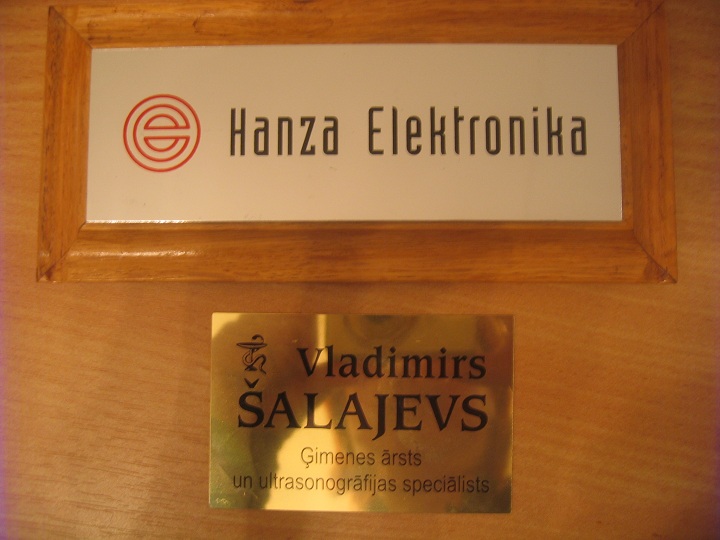 Hanza Elektronika
Vladimirs
ŠALAJEVS
Ģimenes ārsts
un ultrasonogrāfijas speciālists